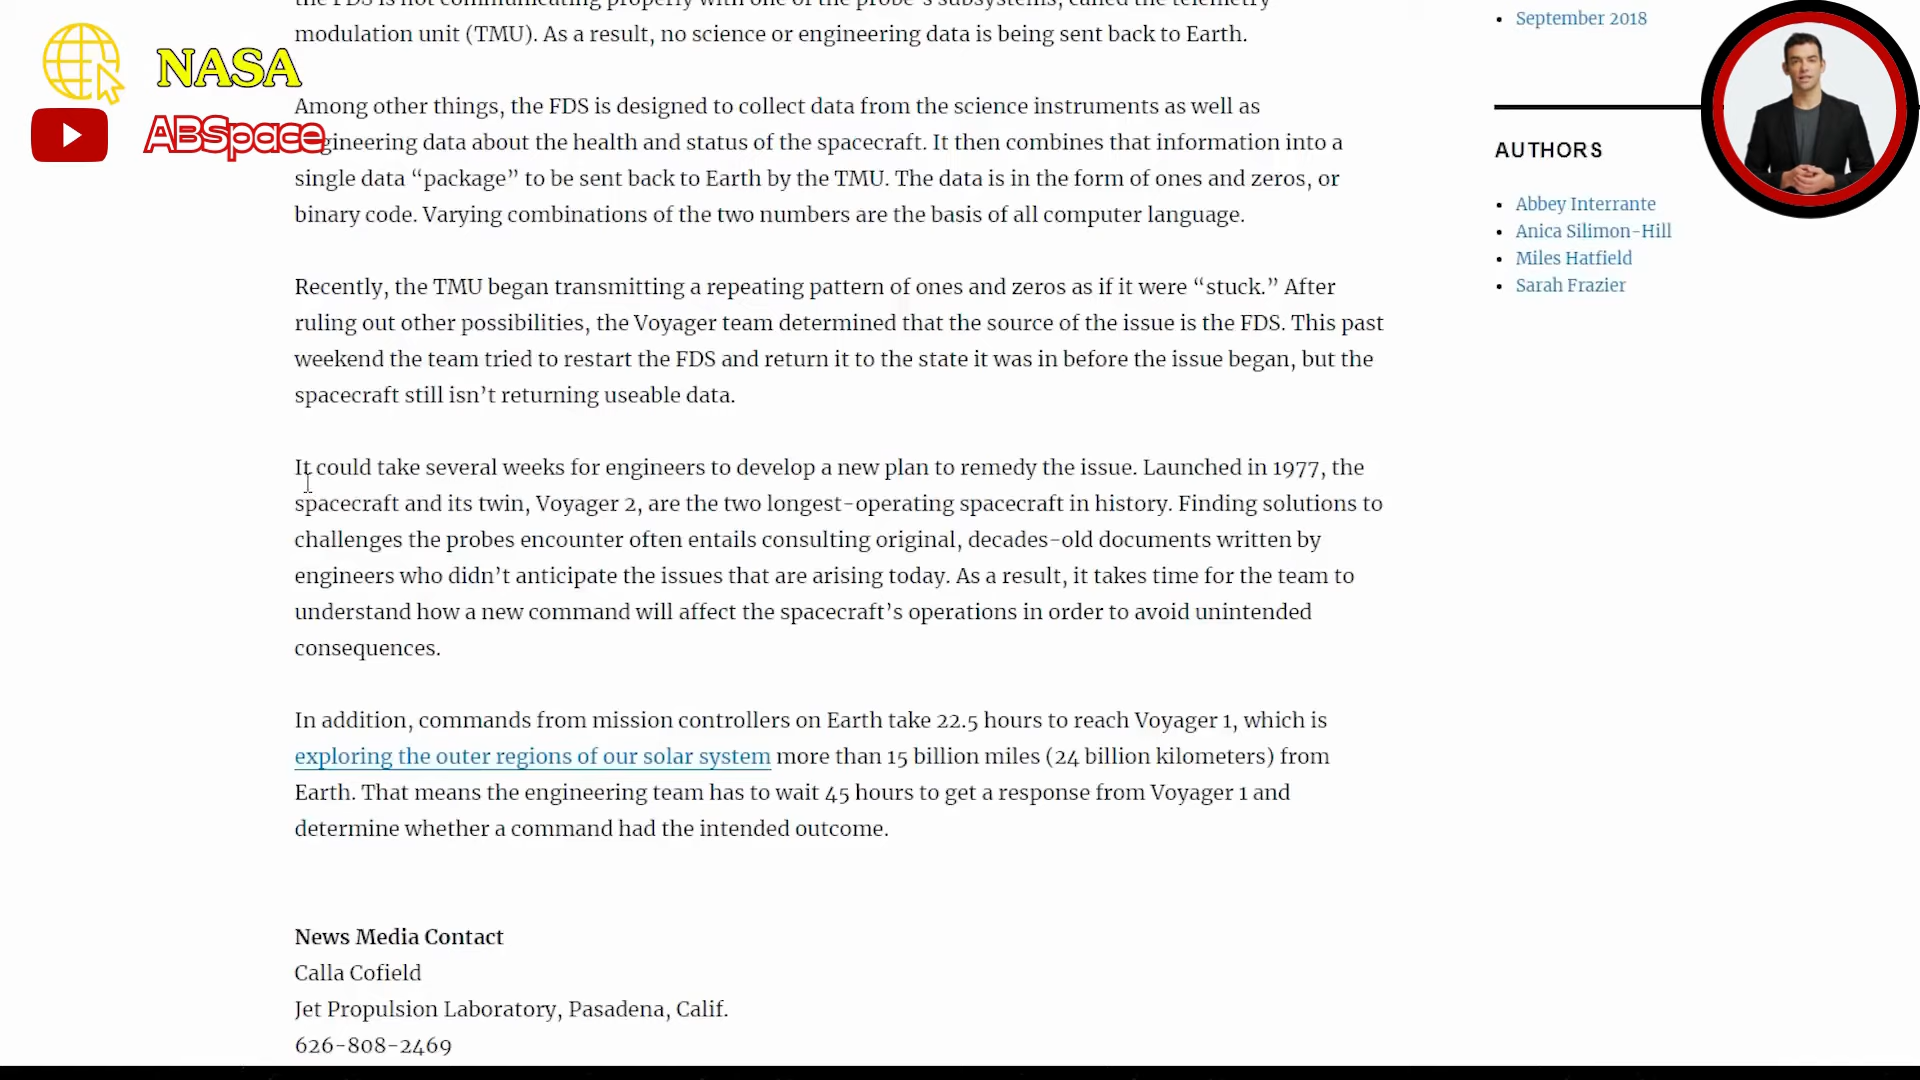 the FDS is not communicating properly with one of the probe's subsystems, called the telemetry
modulation unit (TMU). As a result, no science or engineering data is being sent back to Earth.
September 2018
NASA
ABSpace
Among other things, the FDS is designed to collect data from the science instruments as well as
gineering data about the health and status of the spacecraft. It then combines that information into a
single data “package” to be sent back to Earth by the TMU. The data is in the form of ones and zeros, or
binary code. Varying combinations of the two numbers are the basis of all computer language.
AUTHORS
Abbey Interrante
Anica Silimon-Hill
Miles Hatfield
Sarah Frazier
Recently, the TMU began transmitting a repeating pattern of ones and zeros as if it were “stuck.” After
ruling out other possibilities, the Voyager team determined that the source of the issue is the FDS. This past
weekend the team tried to restart the FDS and return it to the state it was in before the issue began, but the
spacecraft still isn’t returning useable data.
It could take several weeks for engineers to develop a new plan to remedy the issue. Launched in 1977, the
spacecraft and its twin, Voyager 2, are the two longest-operating spacecraft in history. Finding solutions to
challenges the probes encounter often entails consulting original, decades-old documents written by
engineers who didn’t anticipate the issues that are arising today. As a result, it takes time for the team to
understand how a new command will affect the spacecraft’s operations in order to avoid unintended
consequences.
In addition, commands from mission controllers on Earth take 22.5 hours to reach Voyager 1, which is
exploring the outer regions of our solar system more than 15 billion miles (24 billion kilometers) from
Earth. That means the engineering team has to wait 45 hours to get a response from Voyager 1 and
determine whether a command had the intended outcome.
News Media Contact
Calla Cofield
Jet Propulsion Laboratory, Pasadena, Calif.
626-808-2469